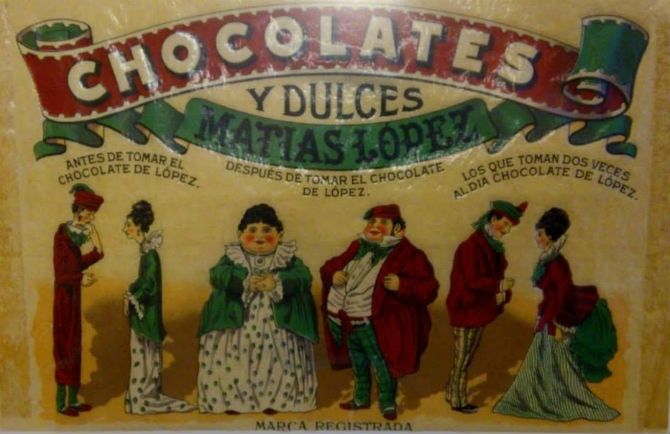 CHOCOLATES
Y DULCES
MATIAS LOPEZ
ANTES DE TOMAR EL
CHOCOLATE DE LÓPEZ.
DESPUÉS DE TOMAR EL CHOCOLATE
DE LÓPEZ.
LOS QUE TOMAN DOS VECES
AL DIA CHOCOLATE DE LÓPEZ.
MARCA REGISTRADA